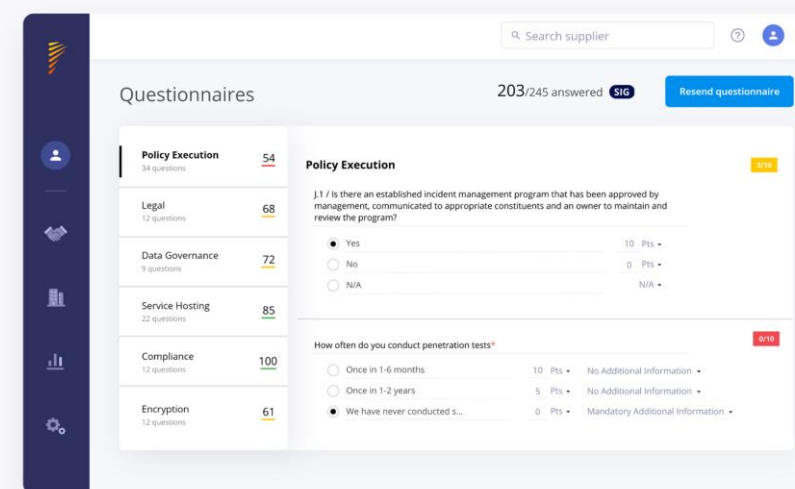 Search supplier
Questionnaires
203/245 answered SIG
Resend questionnaire
Policy Execution 54
34 questions
Legal 68
12 questions
Data Governance 72
9 questions
Service Hosting 85
22 questions
Compliance 100
12 questions
Encryption 61
12 questions
Policy Execution
J.1 / Is there an established incident management program that has been approved by
management, communicated to appropriate constituents and an owner to maintain and
review the program?
Yes 10 Pts
No 0 Pts
N/A N/A
How often do you conduct penetration tests* 0/10
Once in 1-6 months 10 Pts No Additional Information
Once in 1-2 years 5 Pts No Additional Information
We have never conducted s... 0 Pts Mandatory Additional Information